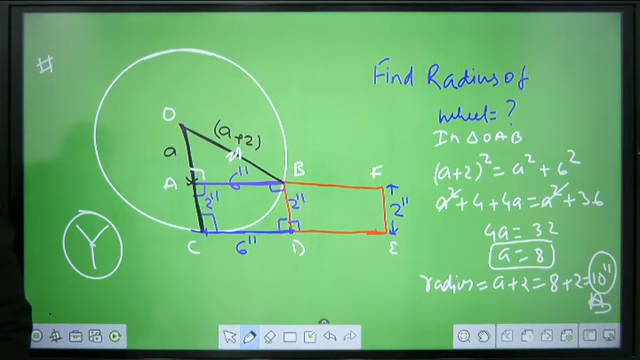 #
Find Radius of
wheel = ?
O
(a+2)
a
A
6"
B
F
2"
2"
2"
C
6"
D
E
In △OAB
(a+2)² = a² + 6²
a² + 4 + 4a = a² + 36
4a = 32
a = 8
radius = a+2 = 8+2 = 10"